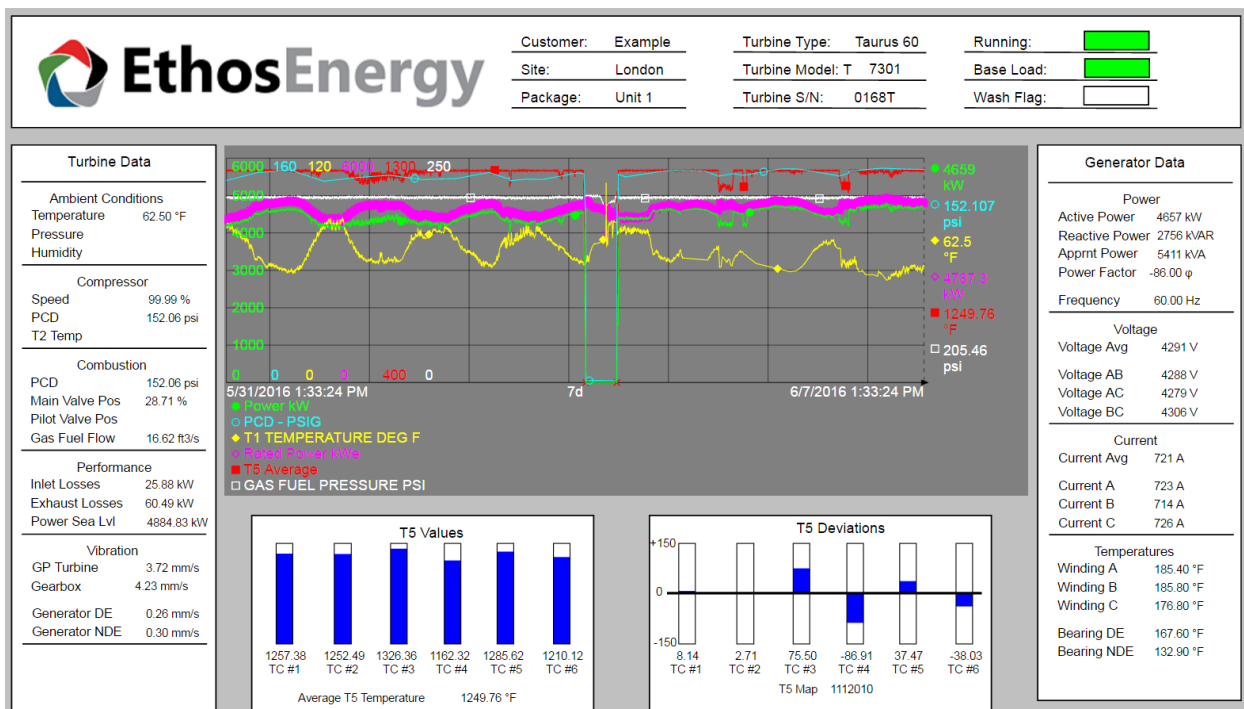 EthosEnergy
Customer: Example
Site: London
Package: Unit 1
Turbine Type: Taurus 60
Turbine Model: T 7301
Turbine S/N: 0168T
Running:
Base Load:
Wash Flag:
Turbine Data
Ambient Conditions
Temperature 62.50 °F
Pressure
Humidity
Compressor
Speed 99.99 %
PCD 152.06 psi
T2 Temp
Combustion
PCD 152.06 psi
Main Valve Pos 28.71 %
Pilot Valve Pos
Gas Fuel Flow 16.62 ft3/s
Performance
Inlet Losses 25.88 kW
Exhaust Losses 60.49 kW
Power Sea Lvl 4884.83 kW
Vibration
GP Turbine 3.72 mm/s
Gearbox 4.23 mm/s
Generator DE 0.26 mm/s
Generator NDE 0.30 mm/s
6000 160 120 6000 1300 250
5000
4000
3000
2000
1000
0 0 0 0 400 0
5/31/2016 1:33:24 PM 7d 6/7/2016 1:33:24 PM
4659
kW
152.107
psi
62.5
°F
4787.3
kW
1249.76
°F
205.46
psi
Power kW
PCD - PSIG
T1 TEMPERATURE DEG F
Rated Power kWe
T5 Average
GAS FUEL PRESSURE PSI
T5 Values
1257.38 1252.49 1326.36 1162.32 1285.62 1210.12
TC #1 TC #2 TC #3 TC #4 TC #5 TC #6
Average T5 Temperature 1249.76 °F
T5 Deviations
+150
0
-150
8.14 2.71 75.50 -86.91 37.47 -38.03
TC #1 TC #2 TC #3 TC #4 TC #5 TC #6
T5 Map 1112010
Generator Data
Power
Active Power 4657 kW
Reactive Power 2756 kVAR
Apprnt Power 5411 kVA
Power Factor -86.00 φ
Frequency 60.00 Hz
Voltage
Voltage Avg 4291 V
Voltage AB 4288 V
Voltage AC 4279 V
Voltage BC 4306 V
Current
Current Avg 721 A
Current A 723 A
Current B 714 A
Current C 726 A
Temperatures
Winding A 185.40 °F
Winding B 185.80 °F
Winding C 176.80 °F
Bearing DE 167.60 °F
Bearing NDE 132.90 °F